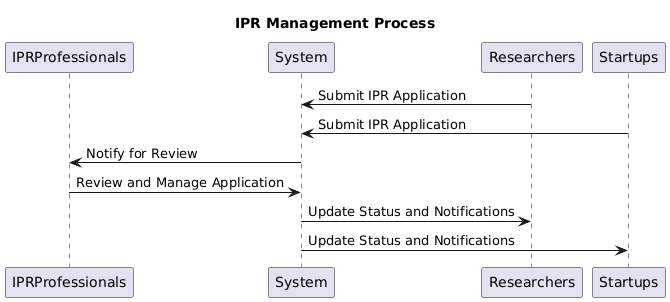 IPR Management Process
IPRProfessionals System Researchers Startups
Submit IPR Application
Submit IPR Application
Notify for Review
Review and Manage Application
Update Status and Notifications
Update Status and Notifications
IPRProfessionals System Researchers Startups